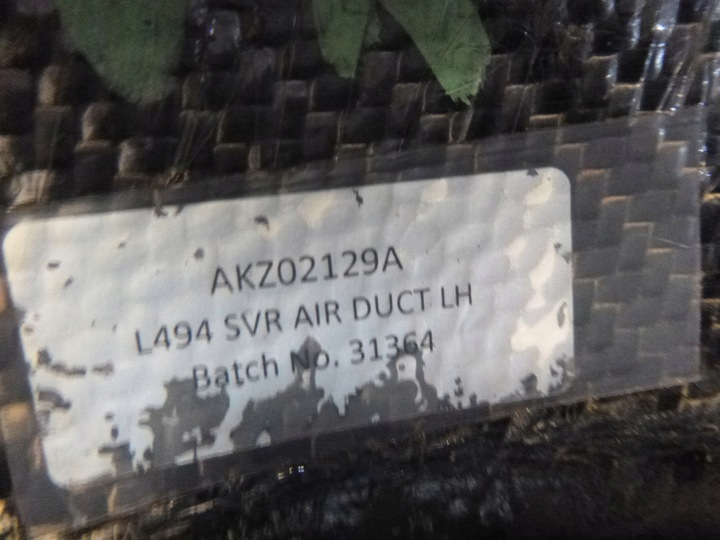 AKZ02129A
L494 SVR AIR DUCT LH
Batch No. 31364